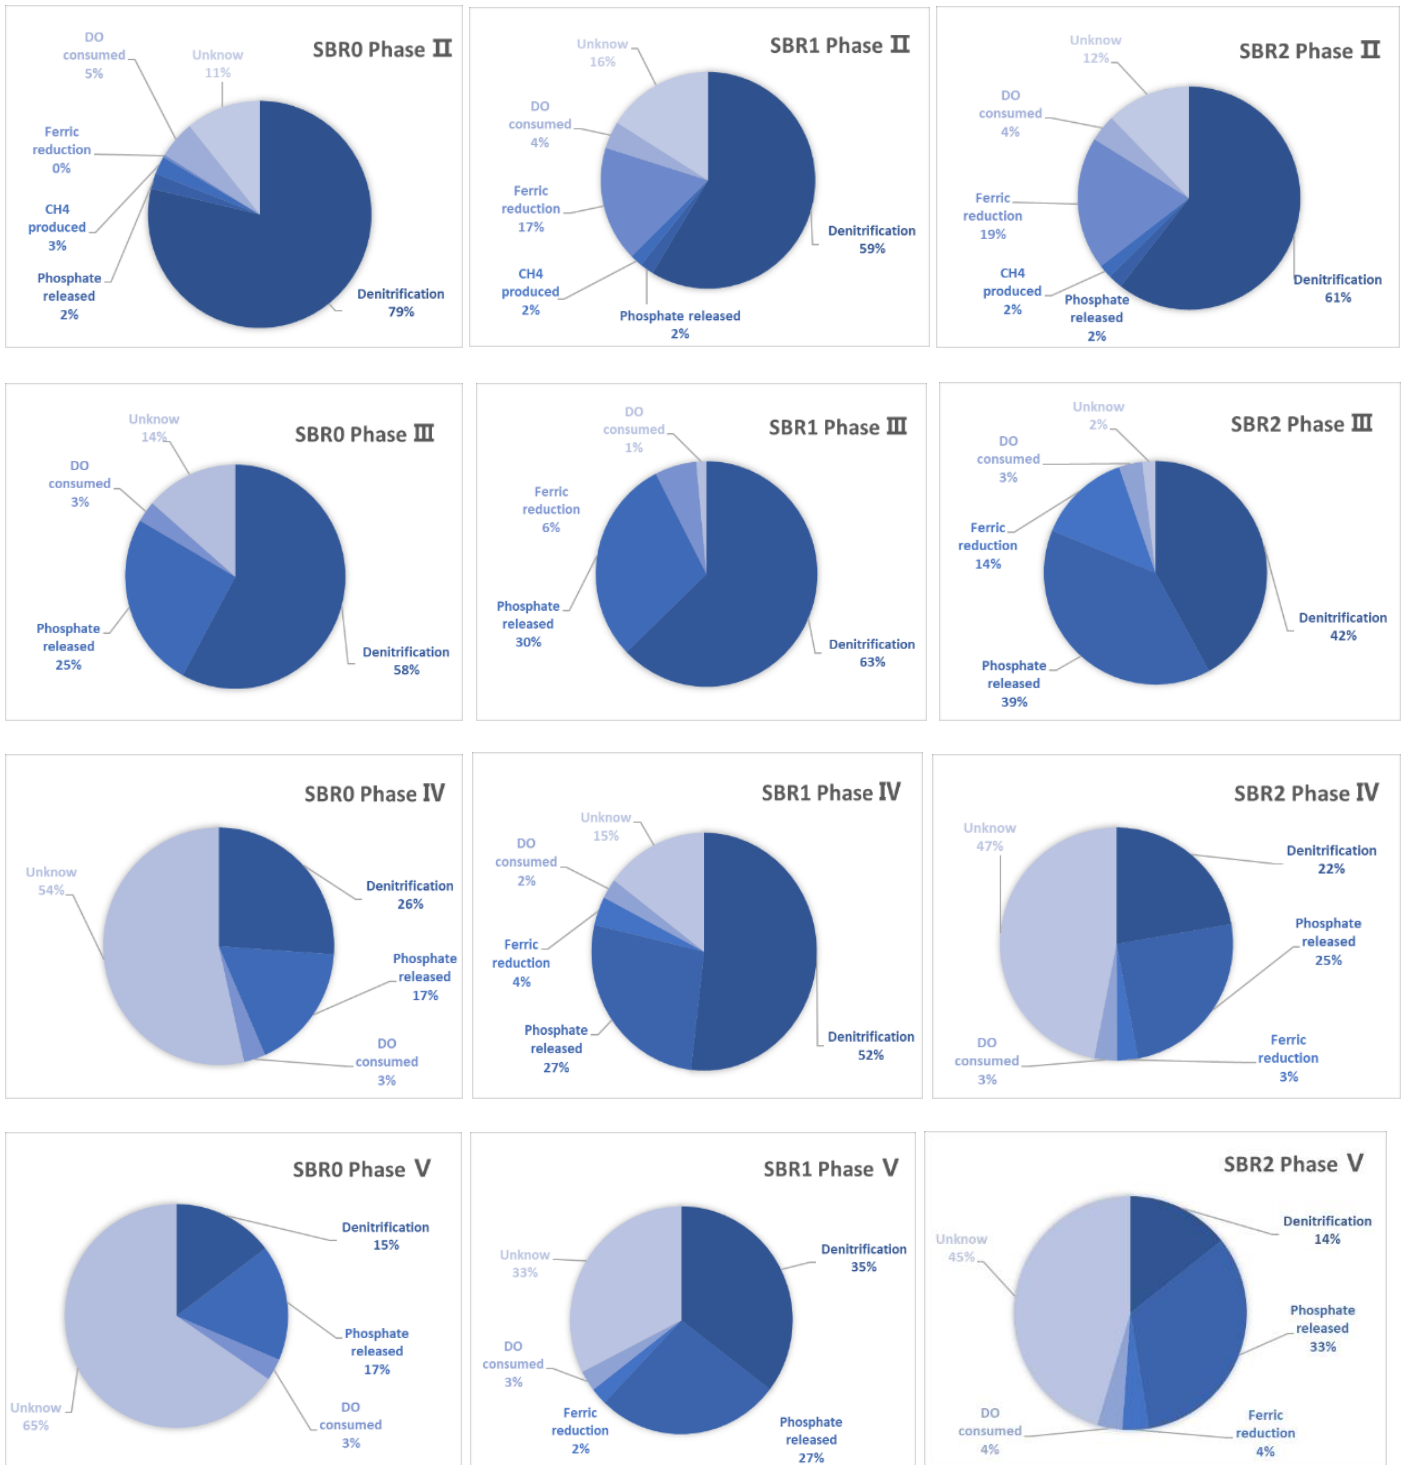 SBR0 Phase II
DO
consumed
5%
Unknow
11%
Ferric
reduction
0%
CH4
produced
3%
Phosphate
released
2%
Denitrification
79%
SBR1 Phase II
Unknow
16%
DO
consumed
4%
Ferric
reduction
17%
CH4
produced
2%
Phosphate released
2%
Denitrification
59%
SBR2 Phase II
Unknow
12%
DO
consumed
4%
Ferric
reduction
19%
CH4
produced
2%
Phosphate
released
2%
Denitrification
61%
SBR0 Phase III
Unknow
14%
DO
consumed
3%
Phosphate
released
25%
Denitrification
58%
SBR1 Phase III
DO
consumed
1%
Ferric
reduction
6%
Phosphate
released
30%
Denitrification
63%
SBR2 Phase III
Unknow
2%
DO
consumed
3%
Ferric
reduction
14%
Phosphate
released
39%
Denitrification
42%
SBR0 Phase IV
Unknow
54%
Denitrification
26%
Phosphate
released
17%
DO
consumed
3%
SBR1 Phase IV
Unknow
15%
DO
consumed
2%
Ferric
reduction
4%
Phosphate
released
27%
Denitrification
52%
SBR2 Phase IV
Unknow
47%
Denitrification
22%
Phosphate
released
25%
Ferric
reduction
3%
DO
consumed
3%
SBR0 Phase V
Denitrification
15%
Phosphate
released
17%
DO
consumed
3%
Unknow
65%
SBR1 Phase V
Unknow
33%
Denitrification
35%
DO
consumed
3%
Ferric
reduction
2%
Phosphate
released
27%
SBR2 Phase V
Unknow
45%
Denitrification
14%
Phosphate
released
33%
Ferric
reduction
4%
DO
consumed
4%